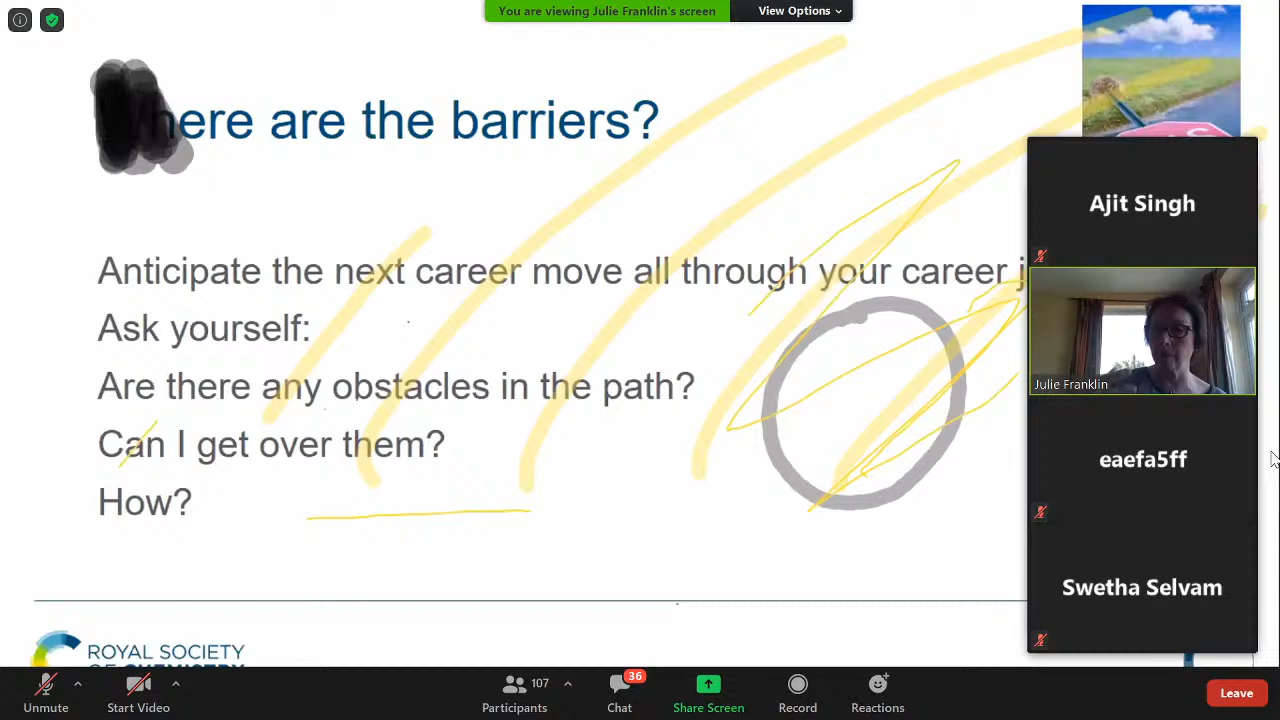 You are viewing Julie Franklin's screen
View Options
here are the barriers?
Anticipate the next career move all through your career j
Ask yourself:
Are there any obstacles in the path?
Can I get over them?
How?
Ajit Singh
Julie Franklin
eaefa5ff
Swetha Selvam
ROYAL SOCIETY
OF CHEMISTRY
Unmute
Start Video
107
Participants
36
Chat
Share Screen
Record
Reactions
Leave